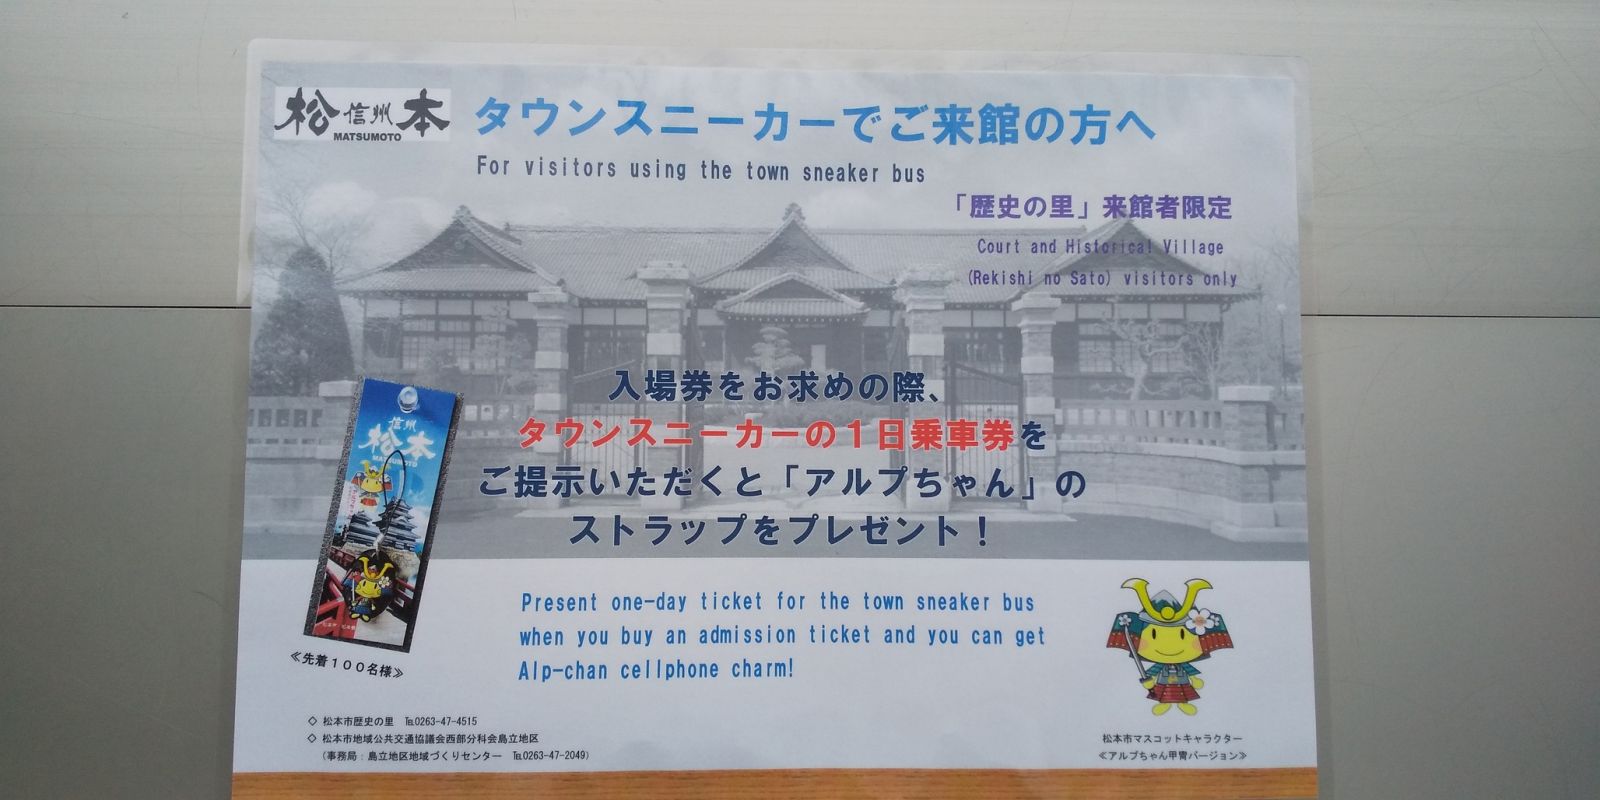 松 信州 本
MATSUMOTO
タウンスニーカーでご来館の方へ
For visitors using the town sneaker bus
「歴史の里」来館者限定
Court and Historical Village
(Rekishi no Sato) visitors only
入場券をお求めの際、
タウンスニーカーの１日乗車券を
ご提示いただくと「アルプちゃん」の
ストラップをプレゼント！
信州
松本
MATSUMOTO
≪先着１００名様≫
Present one-day ticket for the town sneaker bus
when you buy an admission ticket and you can get
Alp-chan cellphone charm!
◇ 松本市歴史の里 ℡0263-47-4515
◇ 松本市地域公共交通協議会西部分科会島立地区
（事務局：島立地区地域づくりセンター ℡0263-47-2049）
松本市マスコットキャラクター
≪アルプちゃん甲冑バージョン≫